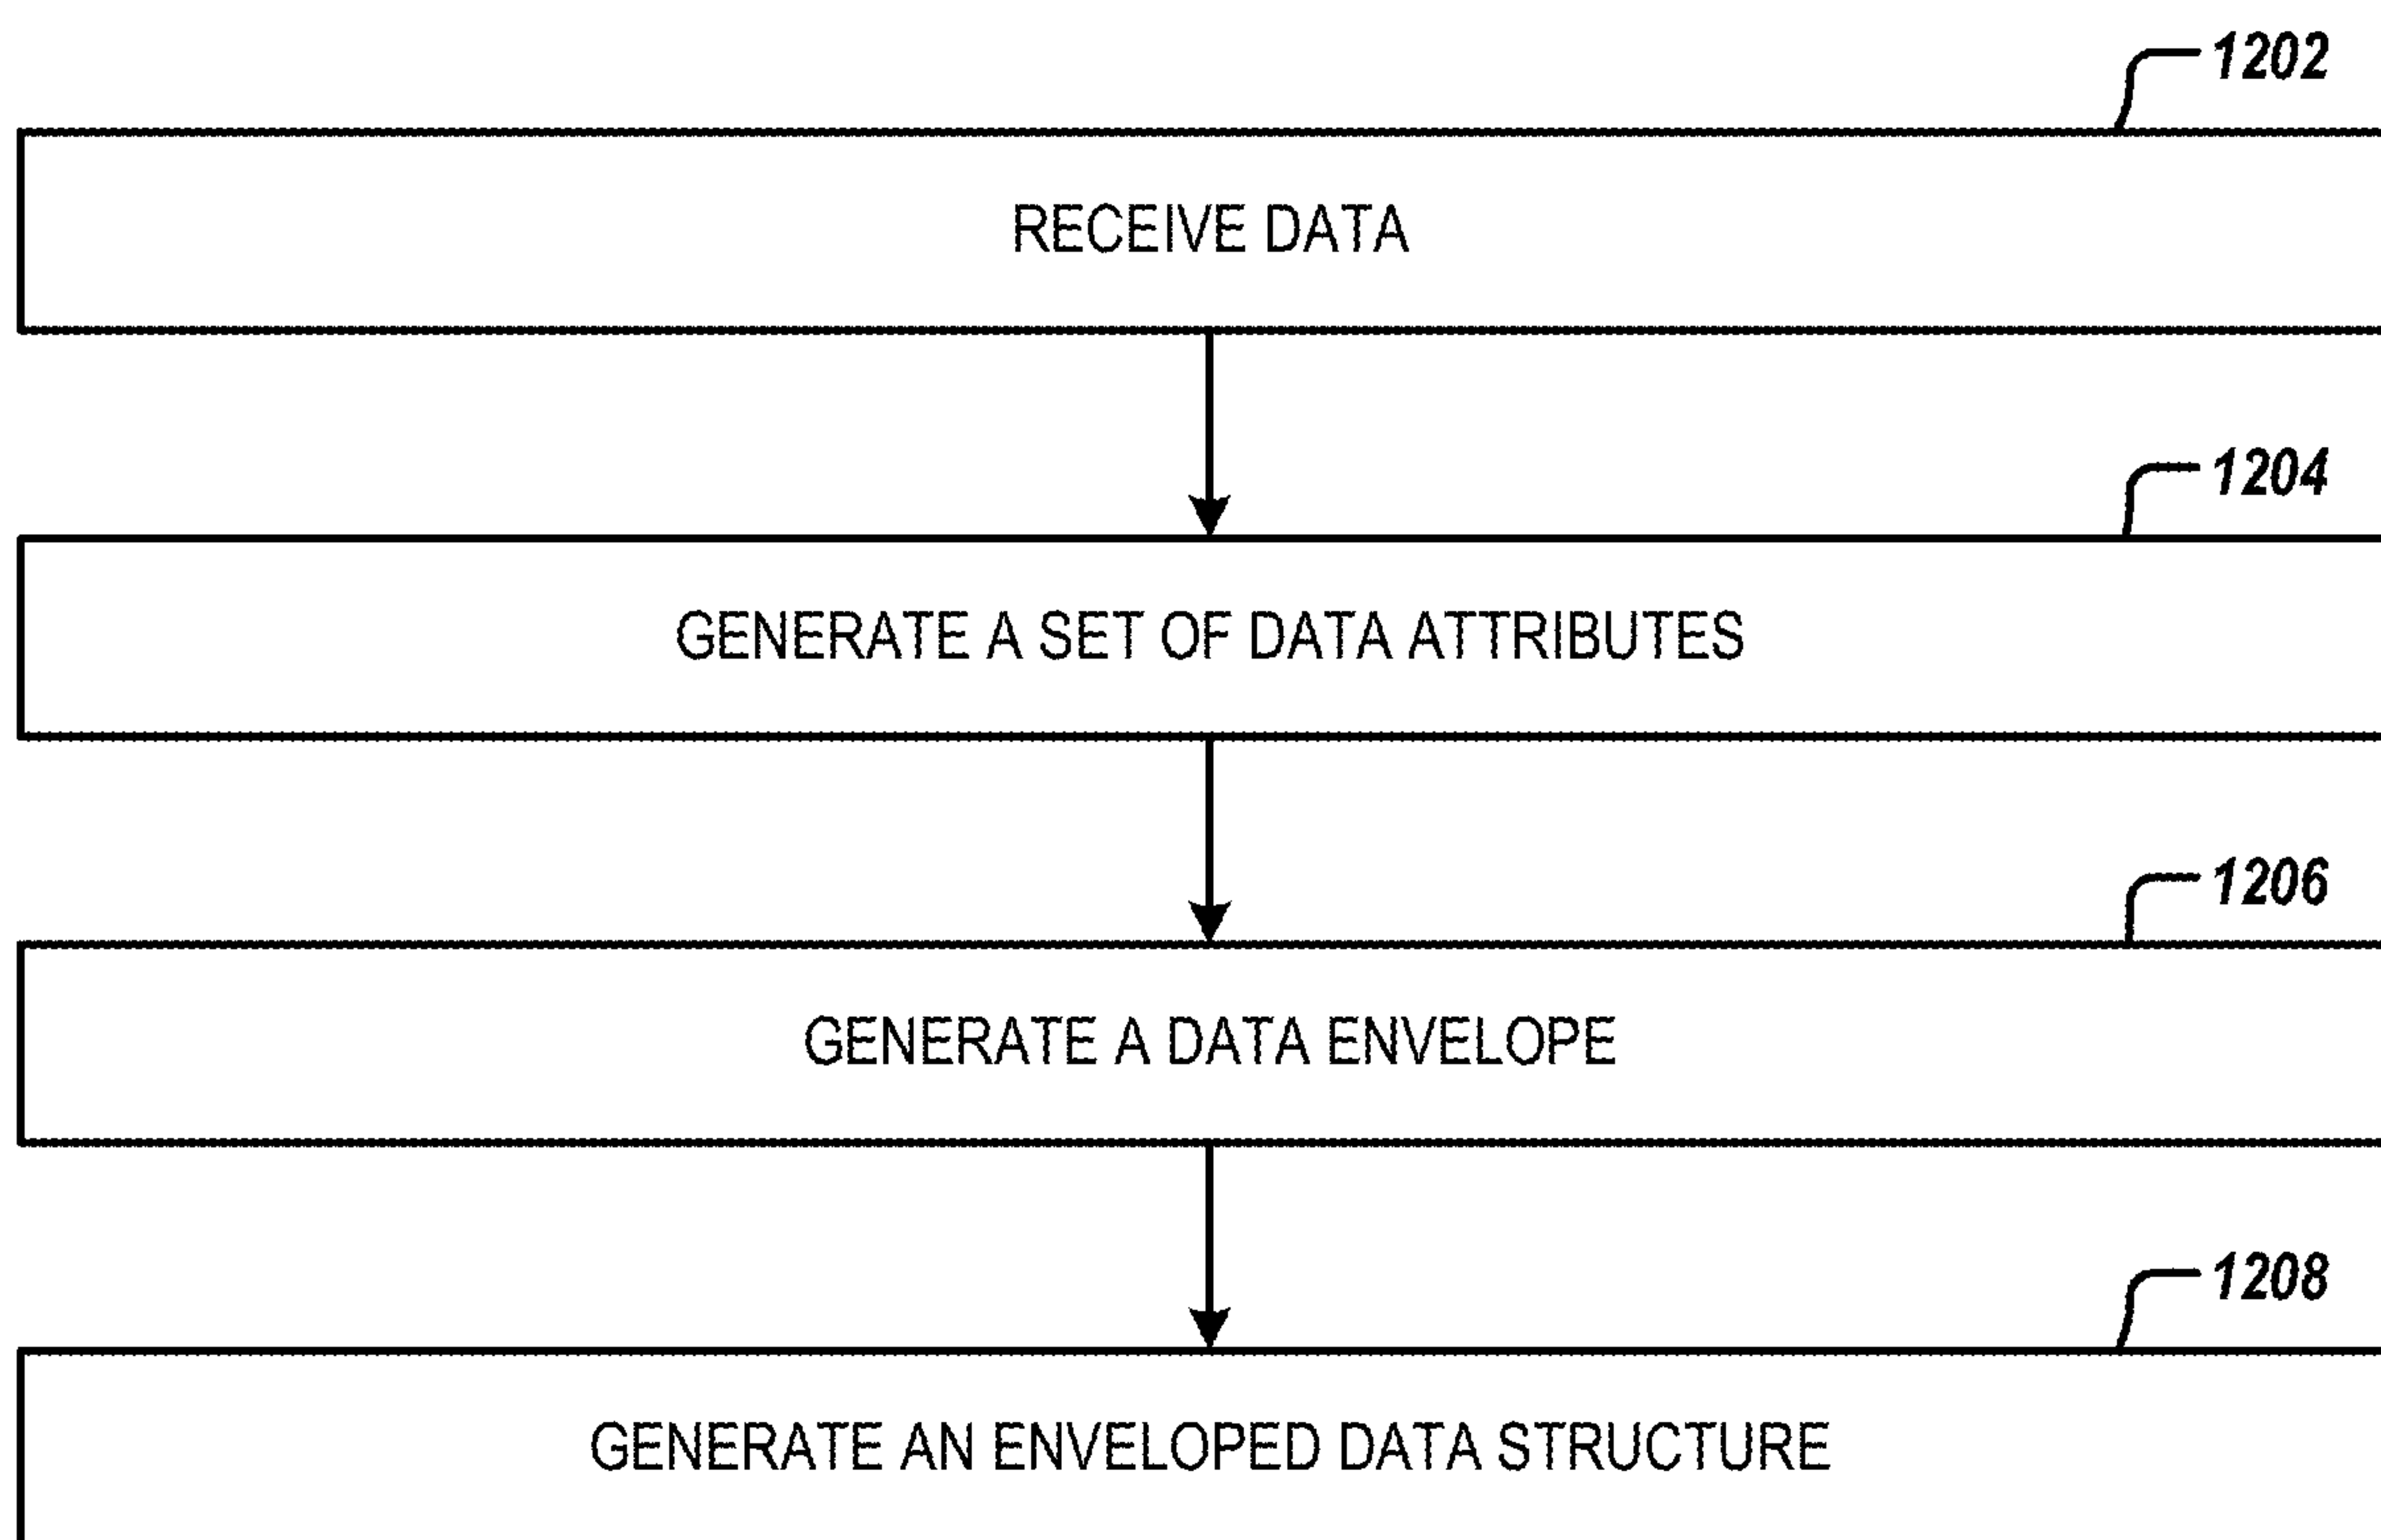 1202
RECEIVE DATA
1204
GENERATE A SET OF DATA ATTRIBUTES
1206
GENERATE A DATA ENVELOPE
1208
GENERATE AN ENVELOPED DATA STRUCTURE